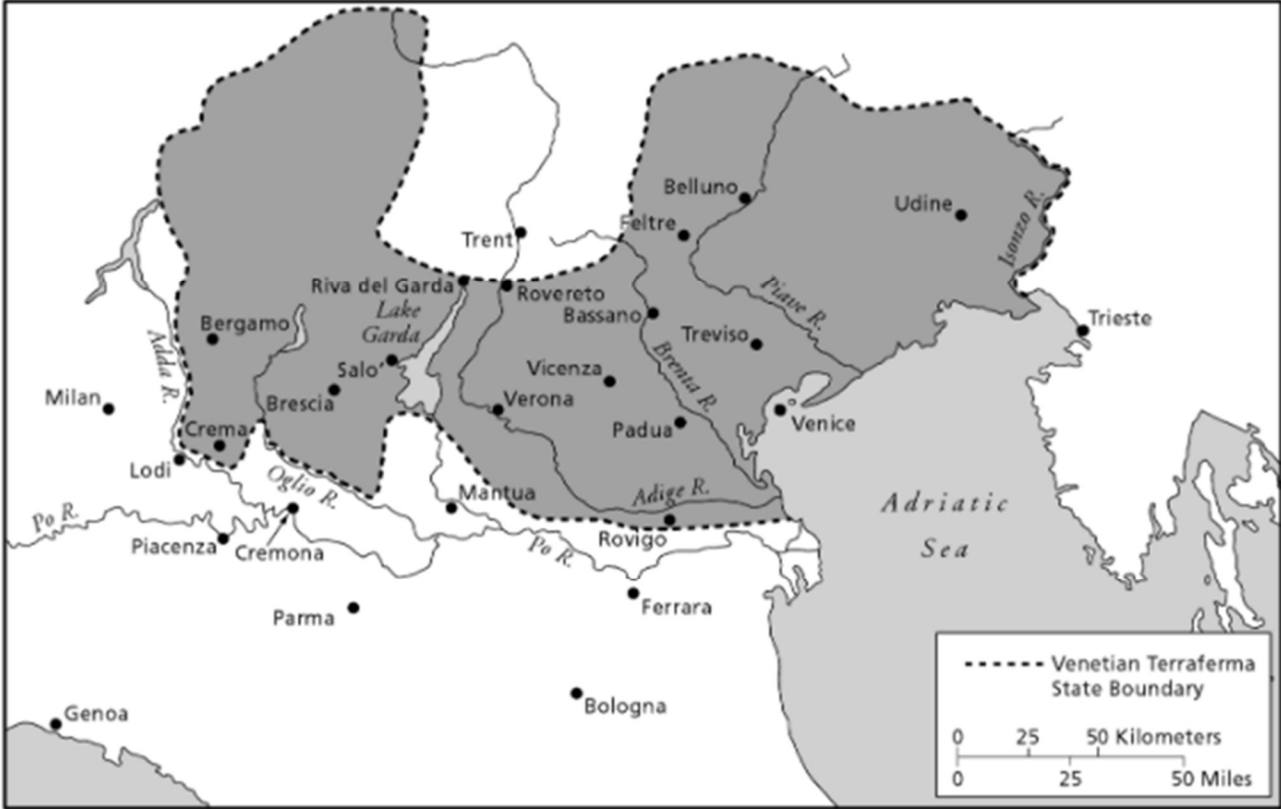 Belluno
Udine
Feltre
Trent
Isonzo R.
Riva del Garda
Rovereto
Piave R.
Lake
Garda
Bassano
Bergamo
Treviso
Trieste
Adda R.
Salo’
Vicenza
Brenta R.
Milan
Brescia
Verona
Venice
Crema
Padua
Lodi
Oglio R.
Mantua
Adige R.
Adriatic
Sea
Po R.
Piacenza
Cremona
Po R.
Rovigo
Parma
Ferrara
Bologna
Genoa
Venetian Terraferma
State Boundary
0 25 50 Kilometers
0 25 50 Miles